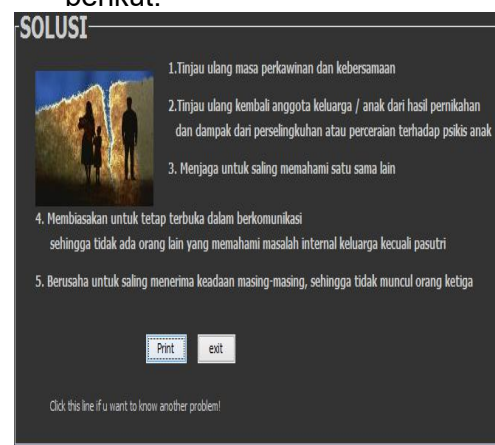 berikut:
SOLUSI
1.Tinjau ulang masa perkawinan dan kebersamaan
2.Tinjau ulang kembali anggota keluarga / anak dari hasil pernikahan
dan dampak dari perselingkuhan atau perceraian terhadap psikis anak
3. Menjaga untuk saling memahami satu sama lain
4. Membiasakan untuk tetap terbuka dalam berkomunikasi
sehingga tidak ada orang lain yang memahami masalah internal keluarga kecuali pasutri
5. Berusaha untuk saling menerima keadaan masing-masing, sehingga tidak muncul orang ketiga
Print
exit
Click this line if u want to know another problem!